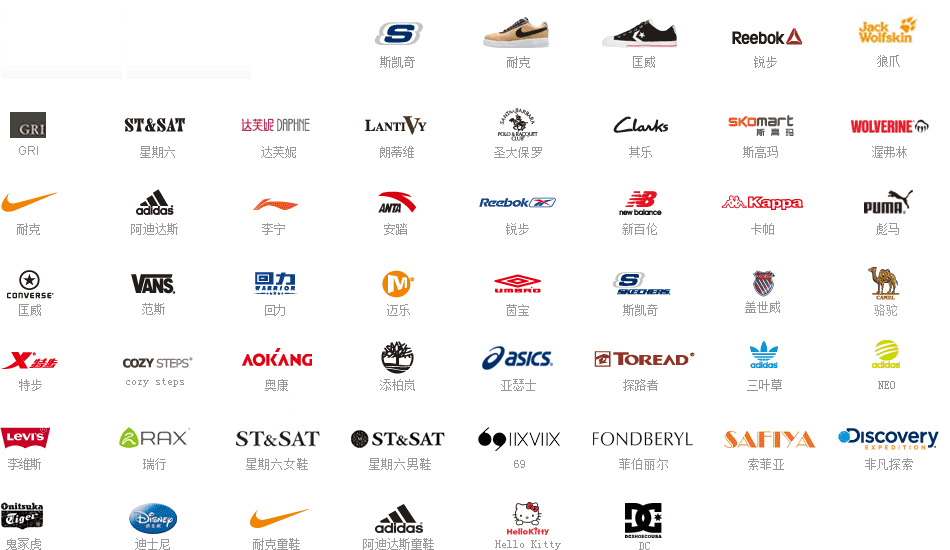 S
Reebok
Jack Wolfskin
斯凯奇 耐克 匡威 锐步 狼爪
GRI ST&SAT 达芙妮 DAPHNE LANTIVY SANTA BARBARA POLO & RACQUET CLUB Clarks skomart 斯高玛 WOLVERINE
GRI 星期六 达芙妮 朗蒂维 圣大保罗 其乐 斯高玛 渥弗林
adidas ANTA Reebok new balance Kappa PUMA
耐克 阿迪达斯 李宁 安踏 锐步 新百伦 卡帕 彪马
CONVERSE VANS 回力 WARRIOR M UMBRO S SKECHERS CAMEL
匡威 范斯 回力 迈乐 茵宝 斯凯奇 盖世威 骆驼
X特步 COZY STEPS AOKANG asics TOREAD adidas adidas
特步 cozy steps 奥康 添柏岚 亚瑟士 探路者 三叶草 NEO
LEVI'S RAX ST&SAT ST&SAT 69 IIXVIIX FONDBERYL SAFIYA Discovery EXPEDITION
李维斯 瑞行 星期六女鞋 星期六男鞋 69 菲伯丽尔 索菲亚 非凡探索
Onitsuka Tiger Disney adidas HelloKitty DC DCSHOECOUSA
鬼冢虎 迪士尼 耐克童鞋 阿迪达斯童鞋 Hello Kitty DC